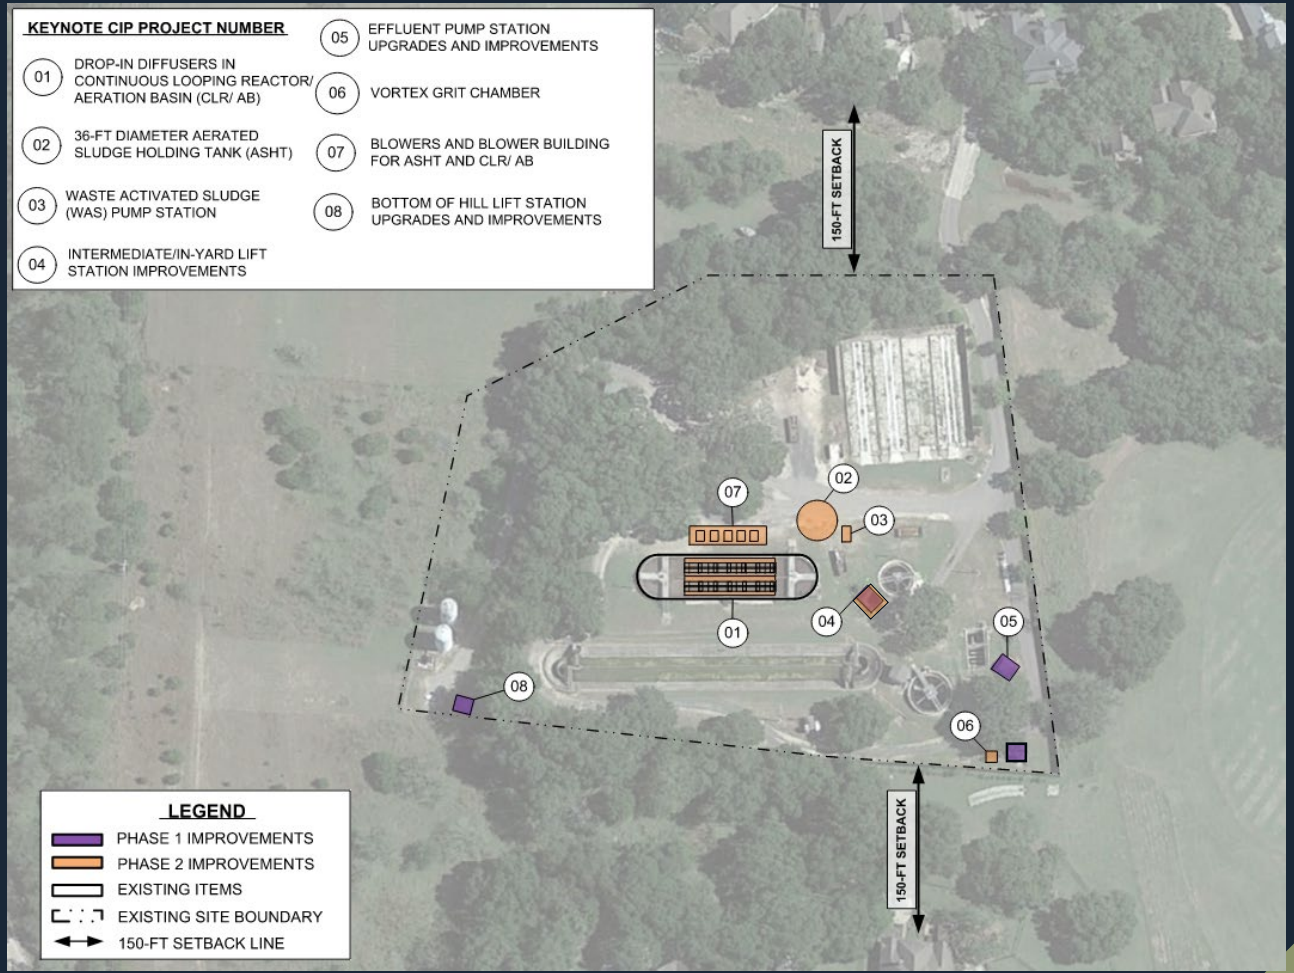 KEYNOTE CIP PROJECT NUMBER
01
DROP-IN DIFFUSERS IN
CONTINUOUS LOOPING REACTOR/
AERATION BASIN (CLR/ AB)
02
36-FT DIAMETER AERATED
SLUDGE HOLDING TANK (ASHT)
03
WASTE ACTIVATED SLUDGE
(WAS) PUMP STATION
04
INTERMEDIATE/IN-YARD LIFT
STATION IMPROVEMENTS
05
EFFLUENT PUMP STATION
UPGRADES AND IMPROVEMENTS
06
VORTEX GRIT CHAMBER
07
BLOWERS AND BLOWER BUILDING
FOR ASHT AND CLR/ AB
08
BOTTOM OF HILL LIFT STATION
UPGRADES AND IMPROVEMENTS
150-FT SETBACK
02
07
03
04
01
05
08
06
150-FT SETBACK
LEGEND
PHASE 1 IMPROVEMENTS
PHASE 2 IMPROVEMENTS
EXISTING ITEMS
EXISTING SITE BOUNDARY
150-FT SETBACK LINE